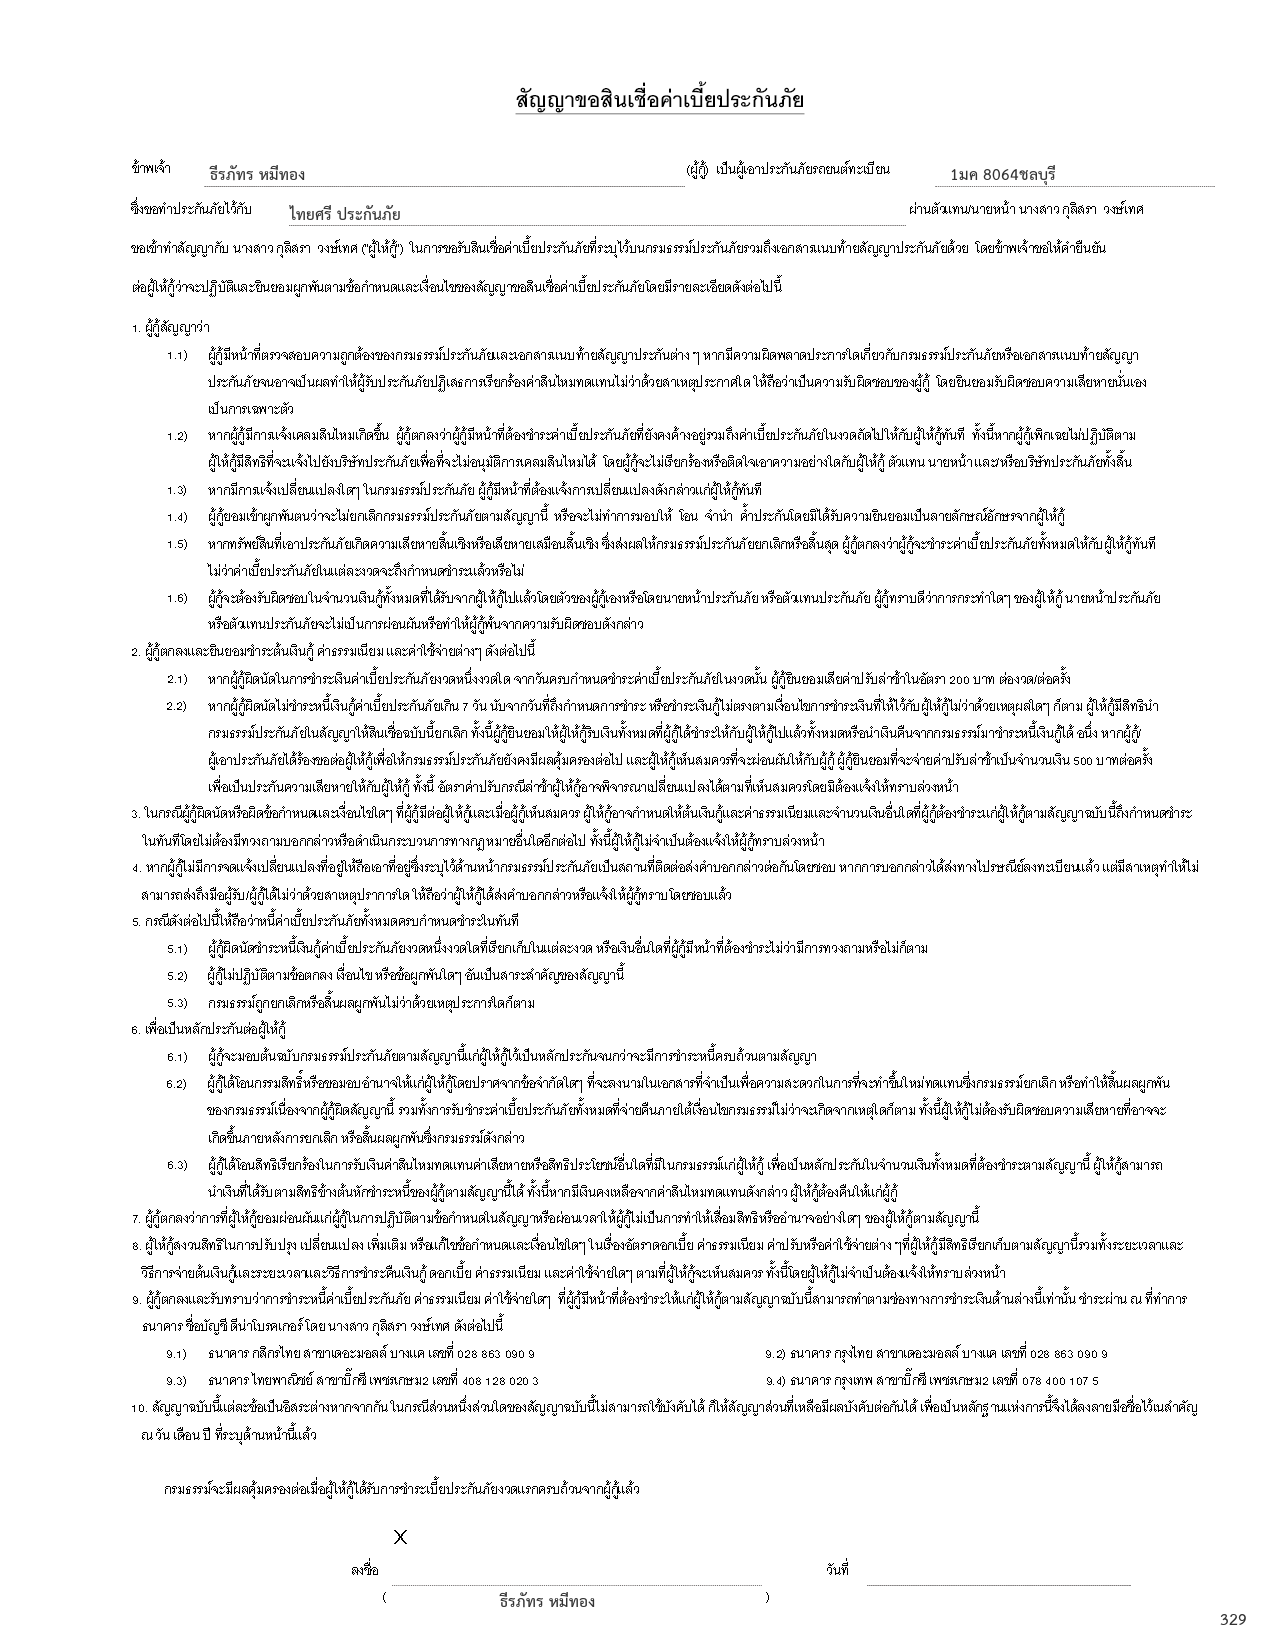 สัญญาขอสินเชื่อค่าเบี้ยประกันภัย
ข้าพเจ้า ธีรภัทร หมีทอง (ผู้กู้) เป็นผู้เอาประกันภัยรถยนต์ทะเบียน 1มค 8064ชลบุรี
ซึ่งขอทำประกันภัยไว้กับ ไทยศรี ประกันภัย ผ่านตัวแทน/นายหน้า นางสาว กุลิสรา วงษ์เทศ
ขอเข้าทำสัญญากับ นางสาว กุลิสรา วงษ์เทศ ("ผู้ให้กู้") ในการขอรับสินเชื่อค่าเบี้ยประกันภัยที่ระบุไว้บนกรมธรรม์ประกันภัยรวมถึงเอกสารแนบท้ายสัญญาประกันภัยด้วย โดยข้าพเจ้าขอให้คำยืนยัน
ต่อผู้ให้กู้ว่าจะปฏิบัติและยินยอมผูกพันตามข้อกำหนดและเงื่อนไขของสัญญาขอสินเชื่อค่าเบี้ยประกันภัยโดยมีรายละเอียดดังต่อไปนี้
1. ผู้กู้สัญญาว่า
1.1) ผู้กู้มีหน้าที่ตรวจสอบความถูกต้องของกรมธรรม์ประกันภัยและเอกสารแนบท้ายสัญญาประกันต่าง ๆ หากมีความผิดพลาดประการใดเกี่ยวกับกรมธรรม์ประกันภัยหรือเอกสารแนบท้ายสัญญา
ประกันภัยจนอาจเป็นผลทำให้ผู้รับประกันภัยปฏิเสธการเรียกร้องค่าสินไหมทดแทนไม่ว่าด้วยสาเหตุประกาศใด ให้ถือว่าเป็นความรับผิดชอบของผู้กู้ โดยยินยอมรับผิดชอบความเสียหายนั่นเอง
เป็นการเฉพาะตัว
1.2) หากผู้กู้มีการแจ้งเคลมสินไหมเกิดขึ้น ผู้กู้ตกลงว่าผู้กู้มีหน้าที่ต้องชำระค่าเบี้ยประกันภัยที่ยังคงค้างอยู่รวมถึงค่าเบี้ยประกันภัยในงวดถัดไปให้กับผู้ให้กู้ทันที ทั้งนี้หากผู้กู้เพิกเฉยไม่ปฏิบัติตาม
ผู้ให้กู้มีสิทธิที่จะแจ้งไปยังบริษัทประกันภัยเพื่อที่จะไม่อนุมัติการเคลมสินไหมได้ โดยผู้กู้จะไม่เรียกร้องหรือติดใจเอาความอย่างใดกับผู้ให้กู้ ตัวแทน นายหน้า และ/หรือบริษัทประกันภัยทั้งสิ้น
1.3) หากมีการแจ้งเปลี่ยนแปลงใดๆ ในกรมธรรม์ประกันภัย ผู้กู้มีหน้าที่ต้องแจ้งการเปลี่ยนแปลงดังกล่าวแก่ผู้ให้กู้ทันที
1.4) ผู้กู้ยอมเข้าผูกพันตนว่าจะไม่ยกเลิกกรมธรรม์ประกันภัยตามสัญญานี้ หรือจะไม่ทำการมอบให้ โอน จำนำ ค้ำประกันโดยมิได้รับความยินยอมเป็นลายลักษณ์อักษรจากผู้ให้กู้
1.5) หากทรัพย์สินที่เอาประกันภัยเกิดความเสียหายสิ้นเชิงหรือเสียหายเสมือนสิ้นเชิง ซึ่งส่งผลให้กรมธรรม์ประกันภัยยกเลิกหรือสิ้นสุด ผู้กู้ตกลงว่าผู้กู้จะชำระค่าเบี้ยประกันภัยทั้งหมดให้กับผู้ให้กู้ทันที
ไม่ว่าค่าเบี้ยประกันภัยในแต่ละงวดจะถึงกำหนดชำระแล้วหรือไม่
1.6) ผู้กู้จะต้องรับผิดชอบในจำนวนเงินกู้ทั้งหมดที่ได้รับจากผู้ให้กู้ไปแล้วโดยตัวของผู้กู้เองหรือโดยนายหน้าประกันภัย หรือตัวแทนประกันภัย ผู้กู้ทราบดีว่าการกระทำใดๆ ของผู้ให้กู้ นายหน้าประกันภัย
หรือตัวแทนประกันภัยจะไม่เป็นการผ่อนผันหรือทำให้ผู้กู้พ้นจากความรับผิดชอบดังกล่าว
2. ผู้กู้ตกลงและยินยอมชำระต้นเงินกู้ ค่าธรรมเนียม และค่าใช้จ่ายต่างๆ ดังต่อไปนี้
2.1) หากผู้กู้ผิดนัดในการชำระเงินค่าเบี้ยประกันภัยงวดหนึ่งงวดใด จากวันครบกำหนดชำระค่าเบี้ยประกันภัยในงวดนั้น ผู้กู้ยินยอมเสียค่าปรับล่าช้าในอัตรา 200 บาท ต่องวด/ต่อครั้ง
2.2) หากผู้กู้ผิดนัดไม่ชำระหนี้เงินกู้ค่าเบี้ยประกันภัยเกิน 7 วัน นับจากวันที่ถึงกำหนดการชำระ หรือชำระเงินกู้ไม่ตรงตามเงื่อนไขการชำระเงินที่ให้ไว้กับผู้ให้กู้ไม่ว่าด้วยเหตุผลใดๆ ก็ตาม ผู้ให้กู้มีสิทธินำ
กรมธรรม์ประกันภัยในสัญญาให้สินเชื่อฉบับนี้ยกเลิก ทั้งนี้ผู้กู้ยินยอมให้ผู้ให้กู้รับเงินทั้งหมดที่ผู้กู้ได้ชำระให้กับผู้ให้กู้ไปแล้วทั้งหมดหรือนำเงินคืนจากกรมธรรม์มาชำระหนี้เงินกู้ได้ อนึ่ง หากผู้กู้/
ผู้เอาประกันภัยได้ร้องขอต่อผู้ให้กู้เพื่อให้กรมธรรม์ประกันภัยยังคงมีผลคุ้มครองต่อไป และผู้ให้กู้เห็นสมควรที่จะผ่อนผันให้กับผู้กู้ ผู้กู้ยินยอมที่จะจ่ายค่าปรับล่าช้าเป็นจำนวนเงิน 500 บาทต่อครั้ง
เพื่อเป็นประกันความเสียหายให้กับผู้ให้กู้ ทั้งนี้ อัตราค่าปรับกรณีล่าช้าผู้ให้กู้อาจพิจารณาเปลี่ยนแปลงได้ตามที่เห็นสมควรโดยมิต้องแจ้งให้ทราบล่วงหน้า
3. ในกรณีผู้กู้ผิดนัดหรือผิดข้อกำหนดและเงื่อนไขใดๆ ที่ผู้กู้มีต่อผู้ให้กู้และเมื่อผู้กู้เห็นสมควร ผู้ให้กู้อาจกำหนดให้ต้นเงินกู้และค่าธรรมเนียมและจำนวนเงินอื่นใดที่ผู้กู้ต้องชำระแก่ผู้ให้กู้ตามสัญญาฉบับนี้ถึงกำหนดชำระ
ในทันทีโดยไม่ต้องมีทวงถามบอกกล่าวหรือดำเนินกระบวนการทางกฎหมายอื่นใดอีกต่อไป ทั้งนี้ผู้ให้กู้ไม่จำเป็นต้องแจ้งให้ผู้กู้ทราบล่วงหน้า
4. หากผู้กู้ไม่มีการจดแจ้งเปลี่ยนแปลงที่อยู่ให้ถือเอาที่อยู่ซึ่งระบุไว้ด้านหน้ากรมธรรม์ประกันภัยเป็นสถานที่ติดต่อส่งคำบอกกล่าวต่อกันโดยชอบ หากการบอกกล่าวได้ส่งทางไปรษณีย์ลงทะเบียนแล้ว แต่มีสาเหตุทำให้ไม่
สามารถส่งถึงมือผู้รับ/ผู้กู้ได้ไม่ว่าด้วยสาเหตุปราการใด ให้ถือว่าผู้ให้กู้ได้ส่งคำบอกกล่าวหรือแจ้งให้ผู้กู้ทราบโดยชอบแล้ว
5. กรณีดังต่อไปนี้ให้ถือว่าหนี้ค่าเบี้ยประกันภัยทั้งหมดครบกำหนดชำระในทันที
5.1) ผู้กู้ผิดนัดชำระหนี้เงินกู้ค่าเบี้ยประกันภัยงวดหนึ่งงวดใดที่เรียกเก็บในแต่ละงวด หรือเงินอื่นใดที่ผู้กู้มีหน้าที่ต้องชำระไม่ว่ามีการทวงถามหรือไม่ก็ตาม
5.2) ผู้กู้ไม่ปฏิบัติตามข้อตกลง เงื่อนไข หรือข้อผูกพันใดๆ อันเป็นสาระสำคัญของสัญญานี้
5.3) กรมธรรม์ถูกยกเลิกหรือสิ้นผลผูกพันไม่ว่าด้วยเหตุประการใดก็ตาม
6. เพื่อเป็นหลักประกันต่อผู้ให้กู้
6.1) ผู้กู้จะมอบต้นฉบับกรมธรรม์ประกันภัยตามสัญญานี้แก่ผู้ให้กู้ไว้เป็นหลักประกันจนกว่าจะมีการชำระหนี้ครบถ้วนตามสัญญา
6.2) ผู้กู้ได้โอนกรรมสิทธิ์หรือขอมอบอำนาจให้แก่ผู้ให้กู้โดยปราศจากข้อจำกัดใดๆ ที่จะลงนามในเอกสารที่จำเป็นเพื่อความสะดวกในการที่จะทำขึ้นใหม่ทดแทนซึ่งกรมธรรม์ยกเลิก หรือทำให้สิ้นผลผูกพัน
ของกรมธรรม์เนื่องจากผู้กู้ผิดสัญญานี้ รวมทั้งการรับชำระค่าเบี้ยประกันภัยทั้งหมดที่จ่ายคืนภายใต้เงื่อนไขกรมธรรม์ไม่ว่าจะเกิดจากเหตุใดก็ตาม ทั้งนี้ผู้ให้กู้ไม่ต้องรับผิดชอบความเสียหายที่อาจจะ
เกิดขึ้นภายหลังการยกเลิก หรือสิ้นผลผูกพันซึ่งกรมธรรม์ดังกล่าว
6.3) ผู้กู้ได้โอนสิทธิเรียกร้องในการรับเงินค่าสินไหมทดแทนค่าเสียหายหรือสิทธิประโยชน์อื่นใดที่มีในกรมธรรม์แก่ผู้ให้กู้ เพื่อเป็นหลักประกันในจำนวนเงินทั้งหมดที่ต้องชำระตามสัญญานี้ ผู้ให้กู้สามารถ
นำเงินที่ได้รับตามสิทธิข้างต้นหักชำระหนี้ของผู้กู้ตามสัญญานี้ได้ ทั้งนี้หากมีเงินคงเหลือจากค่าสินไหมทดแทนดังกล่าว ผู้ให้กู้ต้องคืนให้แก่ผู้กู้
7. ผู้กู้ตกลงว่าการที่ผู้ให้กู้ยอมผ่อนผันแก่ผู้กู้ในการปฏิบัติตามข้อกำหนดในสัญญาหรือผ่อนเวลาให้ผู้กู้ไม่เป็นการทำให้เสื่อมสิทธิหรืออำนาจอย่างใดๆ ของผู้ให้กู้ตามสัญญานี้
8. ผู้ให้กู้สงวนสิทธิในการปรับปรุง เปลี่ยนแปลง เพิ่มเติม หรือแก้ไขข้อกำหนดและเงื่อนไขใดๆ ในเรื่องอัตราดอกเบี้ย ค่าธรรมเนียม ค่าปรับหรือค่าใช้จ่ายต่าง ๆที่ผู้ให้กู้มีสิทธิเรียกเก็บตามสัญญานี้รวมทั้งระยะเวลาและ
วิธีการจ่ายต้นเงินกู้และระยะเวลาและวิธีการชำระคืนเงินกู้ ดอกเบี้ย ค่าธรรมเนียม และค่าใช้จ่ายใดๆ ตามที่ผู้ให้กู้จะเห็นสมควร ทั้งนี้โดยผู้ให้กู้ไม่จำเป็นต้องแจ้งให้ทราบล่วงหน้า
9. ผู้กู้ตกลงและรับทราบว่าการชำระหนี้ค่าเบี้ยประกันภัย ค่าธรรมเนียม ค่าใช้จ่ายใดๆ ที่ผู้กู้มีหน้าที่ต้องชำระให้แก่ผู้ให้กู้ตามสัญญาฉบับนี้สามารถทำตามช่องทางการชำระเงินด้านล่างนี้เท่านั้น ชำระผ่าน ณ ที่ทำการ
ธนาคาร ชื่อบัญชี ดีน่าโบรคเกอร์ โดย นางสาว กุลิสรา วงษ์เทศ ดังต่อไปนี้
9.1) ธนาคาร กสิกรไทย สาขาเดอะมอลล์ บางแค เลขที่ 028 863 090 9 9.2) ธนาคาร กรุงไทย สาขาเดอะมอลล์ บางแค เลขที่ 028 863 090 9
9.3) ธนาคาร ไทยพาณิชย์ สาขาบิ๊กซี เพชรเกษม2 เลขที่ 408 128 020 3 9.4) ธนาคาร กรุงเทพ สาขาบิ๊กซี เพชรเกษม2 เลขที่ 078 400 107 5
10. สัญญาฉบับนี้แต่ละข้อเป็นอิสระต่างหากจากกัน ในกรณีส่วนหนึ่งส่วนใดของสัญญาฉบับนี้ไม่สามารถใช้บังคับได้ ก็ให้สัญญาส่วนที่เหลือมีผลบังคับต่อกันได้ เพื่อเป็นหลักฐานแห่งการนี้จึงได้ลงลายมือชื่อไว้เนสำคัญ
ณ วัน เดือน ปี ที่ระบุด้านหน้านี้แล้ว
กรมธรรม์จะมีผลคุ้มครองต่อเมื่อผู้ให้กู้ได้รับการชำระเบี้ยประกันภัยงวดแรกครบถ้วนจากผู้กู้แล้ว
X
ลงชื่อ วันที่
( ธีรภัทร หมีทอง )
329